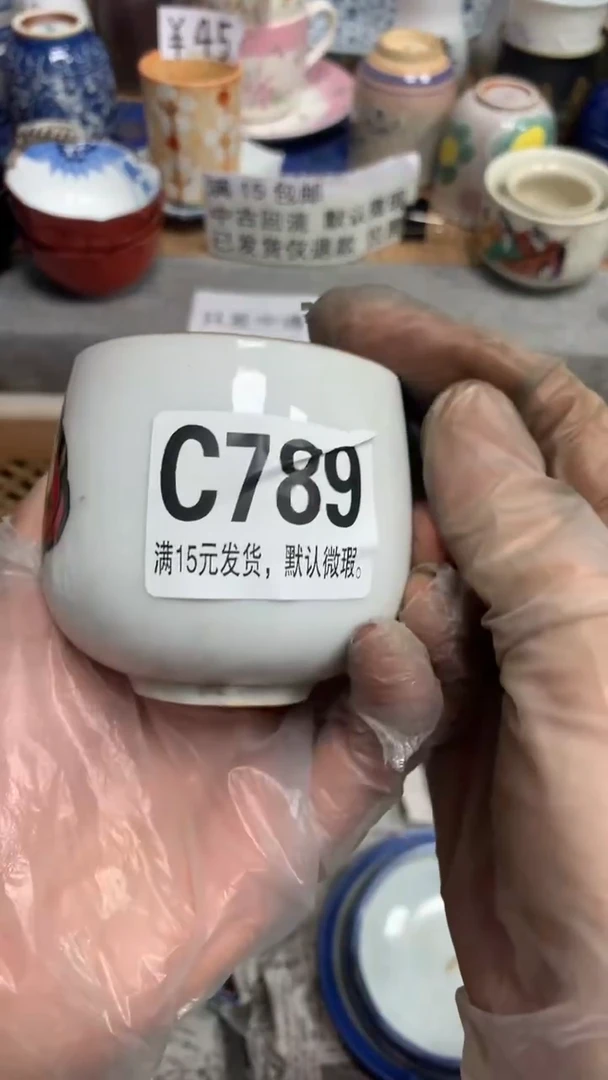 ¥45
满15包邮
中古回流 默认微瑕
已发货仅退款
C789
满15元发货，默认微瑕。